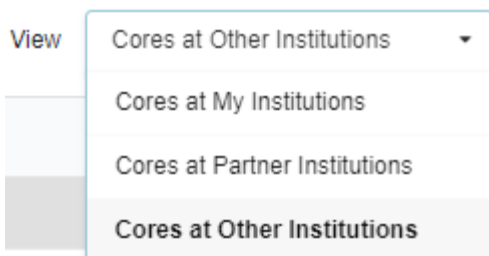 View Cores at Other Institutions
Cores at My Institutions
Cores at Partner Institutions
Cores at Other Institutions